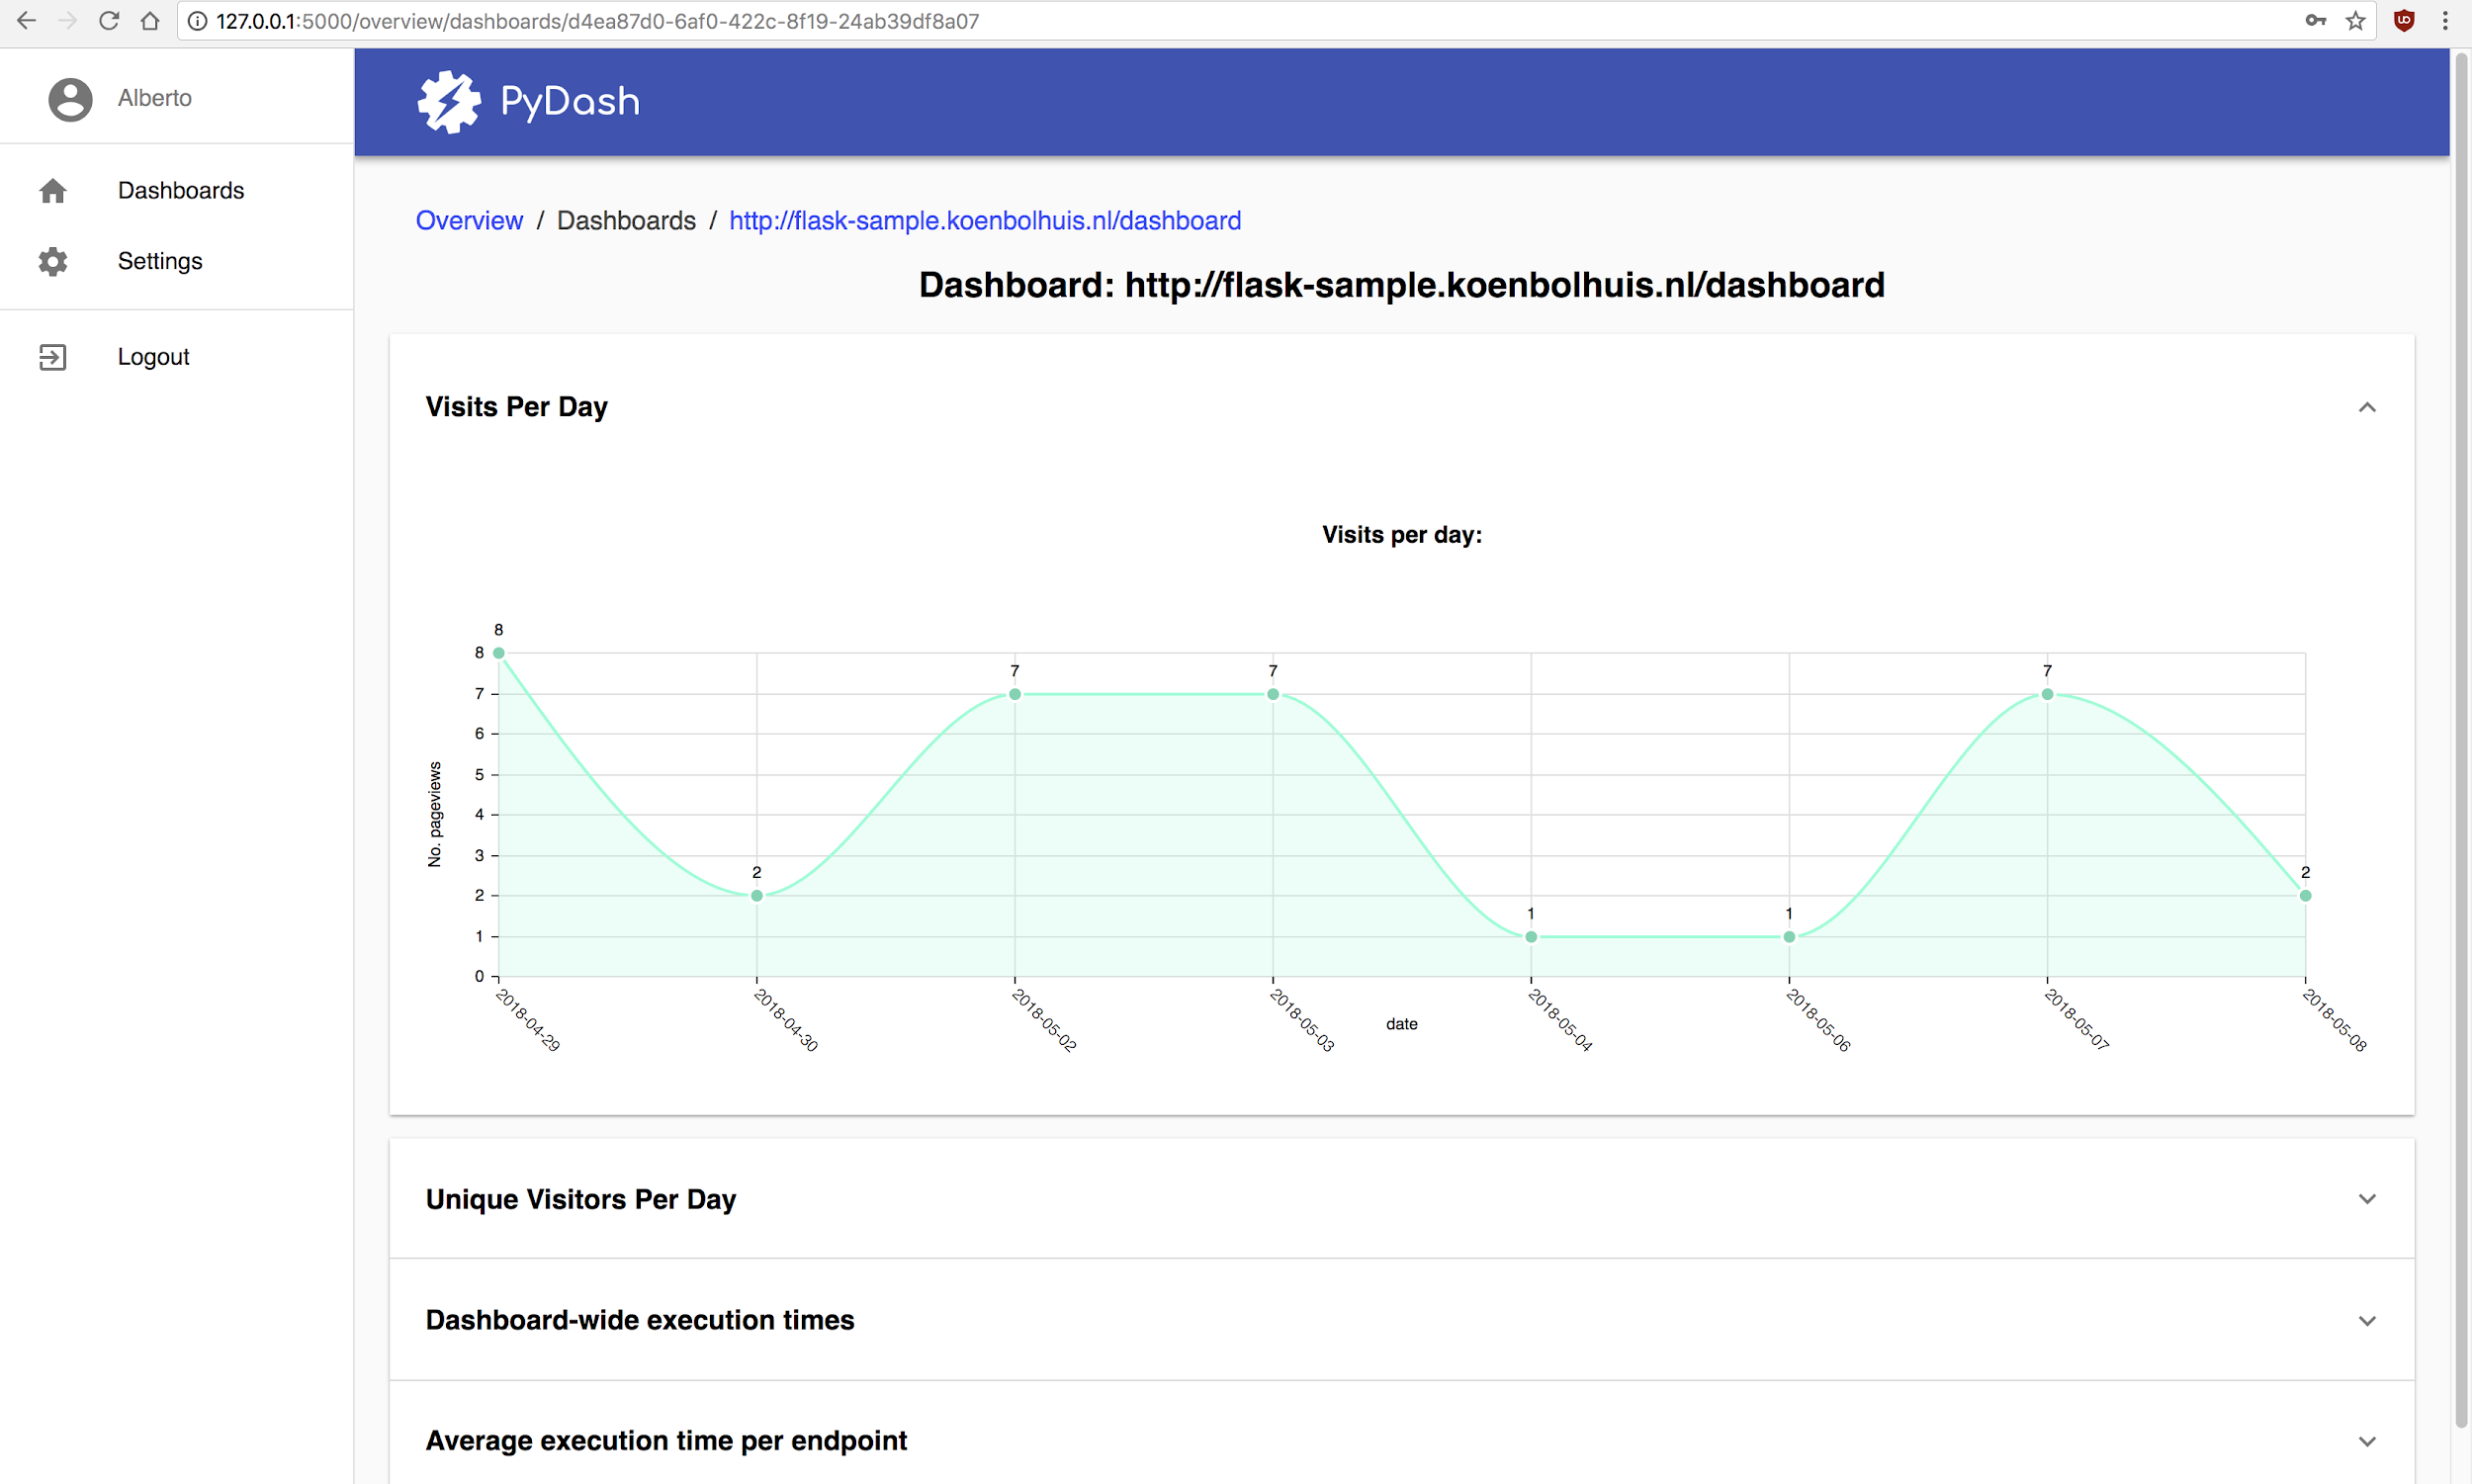 127.0.0.1:5000/overview/dashboards/d4ea87d0-6af0-422c-8f19-24ab39df8a07
Alberto
Dashboards
Settings
Logout
PyDash
Overview / Dashboards / http://flask-sample.koenbolhuis.nl/dashboard
Dashboard: http://flask-sample.koenbolhuis.nl/dashboard
Visits Per Day
Visits per day:
8
7
7
7
2
2
1
1
8
7
6
5
4
3
2
1
0
No. pageviews
2018-04-29
2018-04-30
2018-05-02
2018-05-03
2018-05-04
2018-05-06
2018-05-07
2018-05-08
date
Unique Visitors Per Day
Dashboard-wide execution times
Average execution time per endpoint